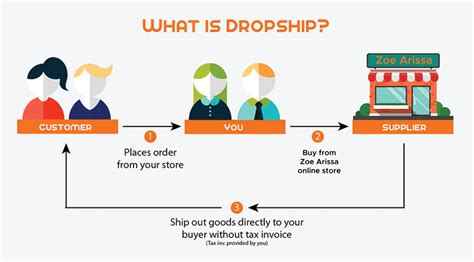 WHAT IS DROPSHIP?
Zoe Arissa
CUSTOMER
YOU
SUPPLIER
1
Places order
from your store
2
Buy from
Zoe Arissa
online store
3
Ship out goods directly to your
buyer without tax invoice
(Tax inv. provided by you)